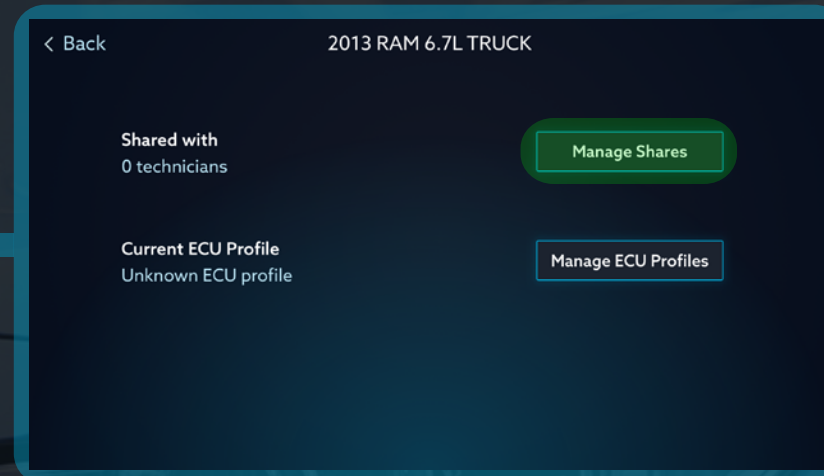 < Back
2013 RAM 6.7L TRUCK
Shared with
0 technicians
Manage Shares
Current ECU Profile
Unknown ECU profile
Manage ECU Profiles